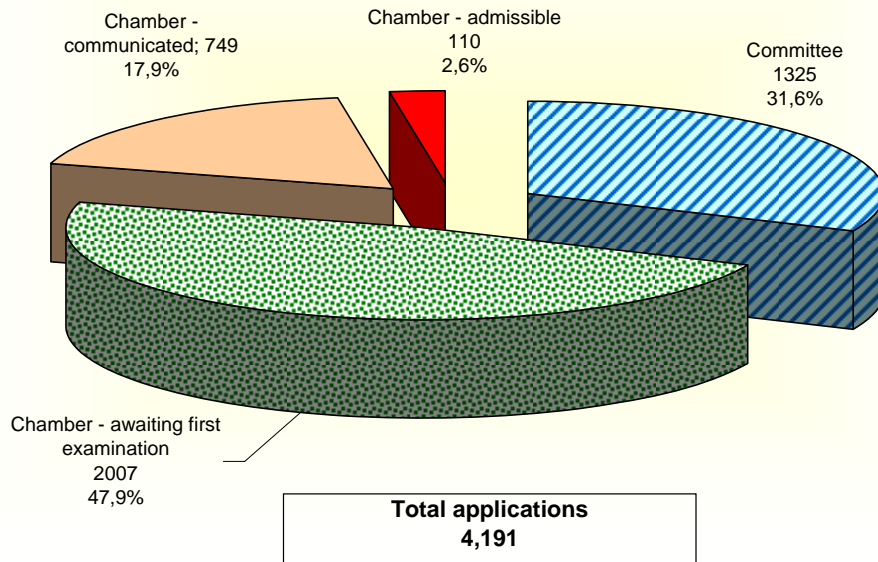 Chamber -
communicated; 749
17,9%
Chamber - admissible
110
2,6%
Committee
1325
31,6%
Chamber - awaiting first
examination
2007
47,9%
Total applications
4,191